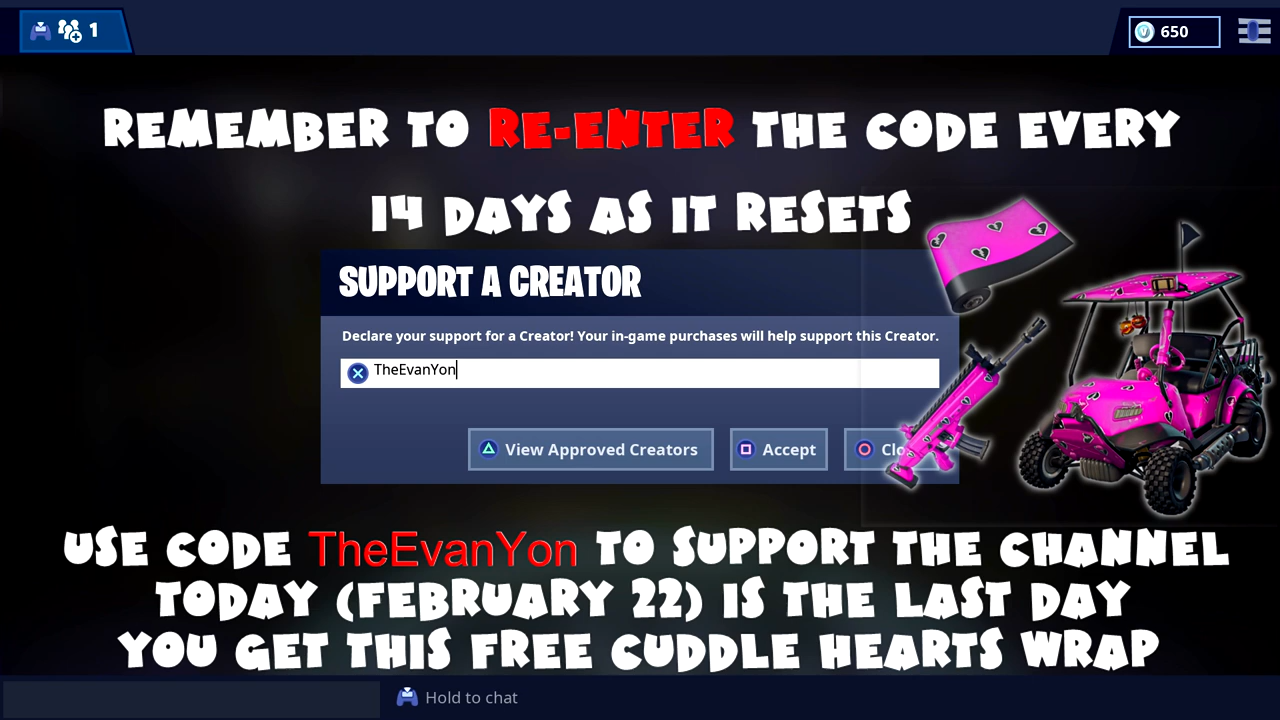 1
650
REMEMBER TO RE-ENTER THE CODE EVERY
14 DAYS AS IT RESETS
SUPPORT A CREATOR
Declare your support for a Creator! Your in-game purchases will help support this Creator.
TheEvanYon
View Approved Creators
Accept
Clo
USE CODE TheEvanYon TO SUPPORT THE CHANNEL
TODAY (FEBRUARY 22) IS THE LAST DAY
YOU GET THIS FREE CUDDLE HEARTS WRAP
Hold to chat